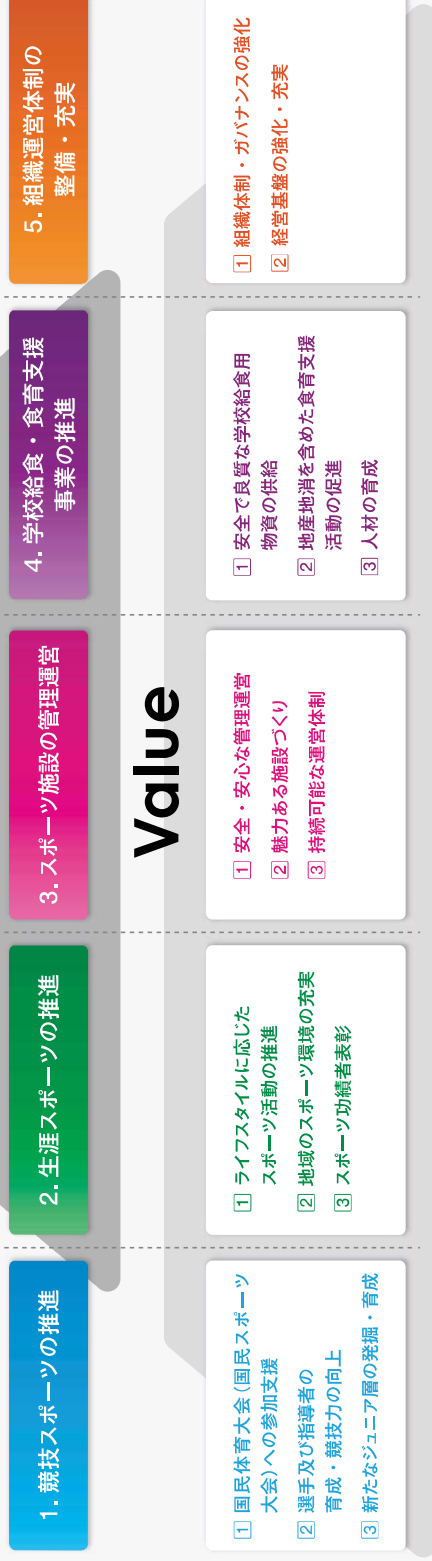 1. 競技スポーツの推進
2. 生涯スポーツの推進
3. スポーツ施設の管理運営
4. 学校給食・食育支援
事業の推進
5. 組織運営体制の
整備・充実
Value
1 国民体育大会（国民スポーツ
大会）への参加支援
2 選手及び指導者の
育成・競技力の向上
3 新たなジュニア層の発掘・育成
1 ライフスタイルに応じた
スポーツ活動の推進
2 地域のスポーツ環境の充実
3 スポーツ功績者表彰
1 安全・安心な管理運営
2 魅力ある施設づくり
3 持続可能な運営体制
1 安全で良質な学校給食用
物資の供給
2 地産地消を含めた食育支援
活動の促進
3 人材の育成
1 組織体制・ガバナンスの強化
2 経営基盤の強化・充実